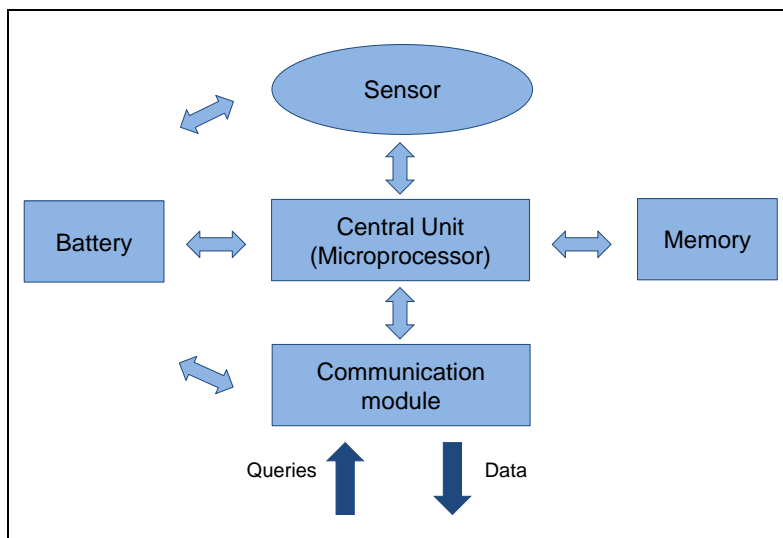 Sensor
Battery
Central Unit
(Microprocessor)
Memory
Communication
module
Queries
Data